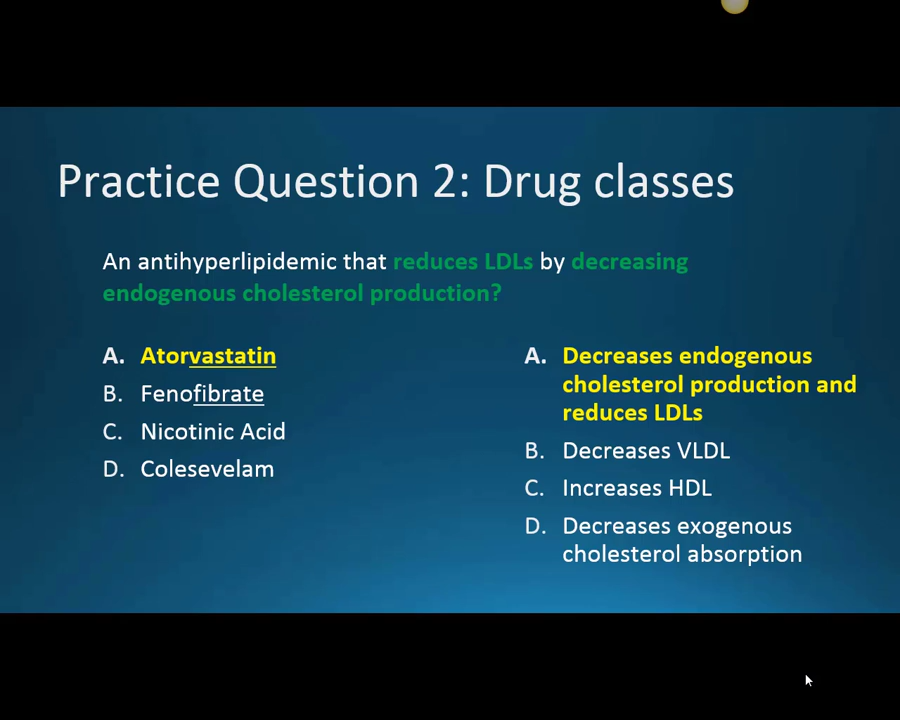 Practice Question 2: Drug classes
An antihyperlipidemic that reduces LDLs by decreasing
endogenous cholesterol production?
A. Atorvastatin
B. Fenofibrate
C. Nicotinic Acid
D. Colesevelam
A. Decreases endogenous
cholesterol production and
reduces LDLs
B. Decreases VLDL
C. Increases HDL
D. Decreases exogenous
cholesterol absorption